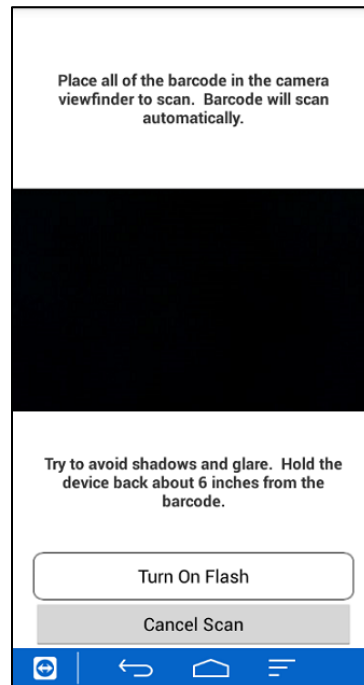 Place all of the barcode in the camera
viewfinder to scan.  Barcode will scan
automatically.
Try to avoid shadows and glare.  Hold the
device back about 6 inches from the
barcode.
Turn On Flash
Cancel Scan